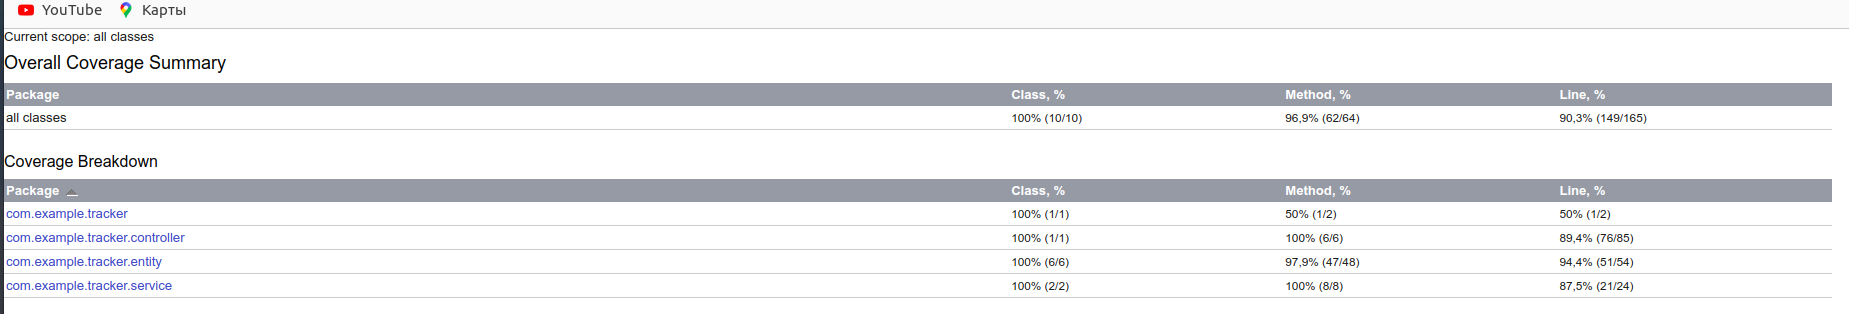 YouTube Карты
Current scope: all classes
Overall Coverage Summary
Package Class, % Method, % Line, %
all classes 100% (10/10) 96,9% (62/64) 90,3% (149/165)
Coverage Breakdown
Package Class, % Method, % Line, %
com.example.tracker 100% (1/1) 50% (1/2) 50% (1/2)
com.example.tracker.controller 100% (1/1) 100% (6/6) 89,4% (76/85)
com.example.tracker.entity 100% (6/6) 97,9% (47/48) 94,4% (51/54)
com.example.tracker.service 100% (2/2) 100% (8/8) 87,5% (21/24)